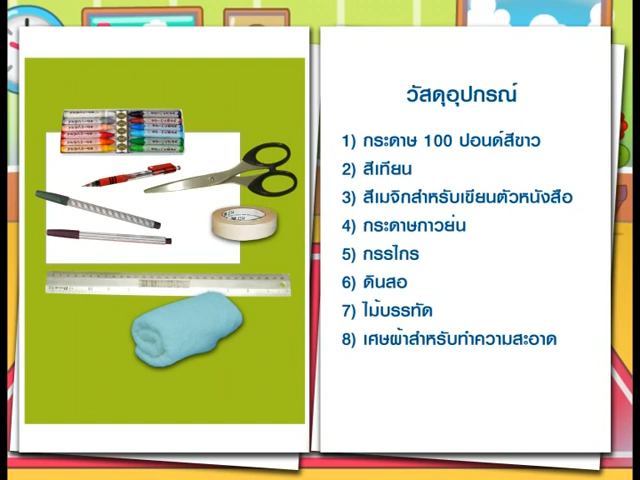 วัสดุอุปกรณ์
1) กระดาษ 100 ปอนด์สีขาว
2) สีเทียน
3) สีเมจิกสำหรับเขียนตัวหนังสือ
4) กระดาษกาวย่น
5) กรรไกร
6) ดินสอ
7) ไม้บรรทัด
8) เศษผ้าสำหรับทำความสะอาด